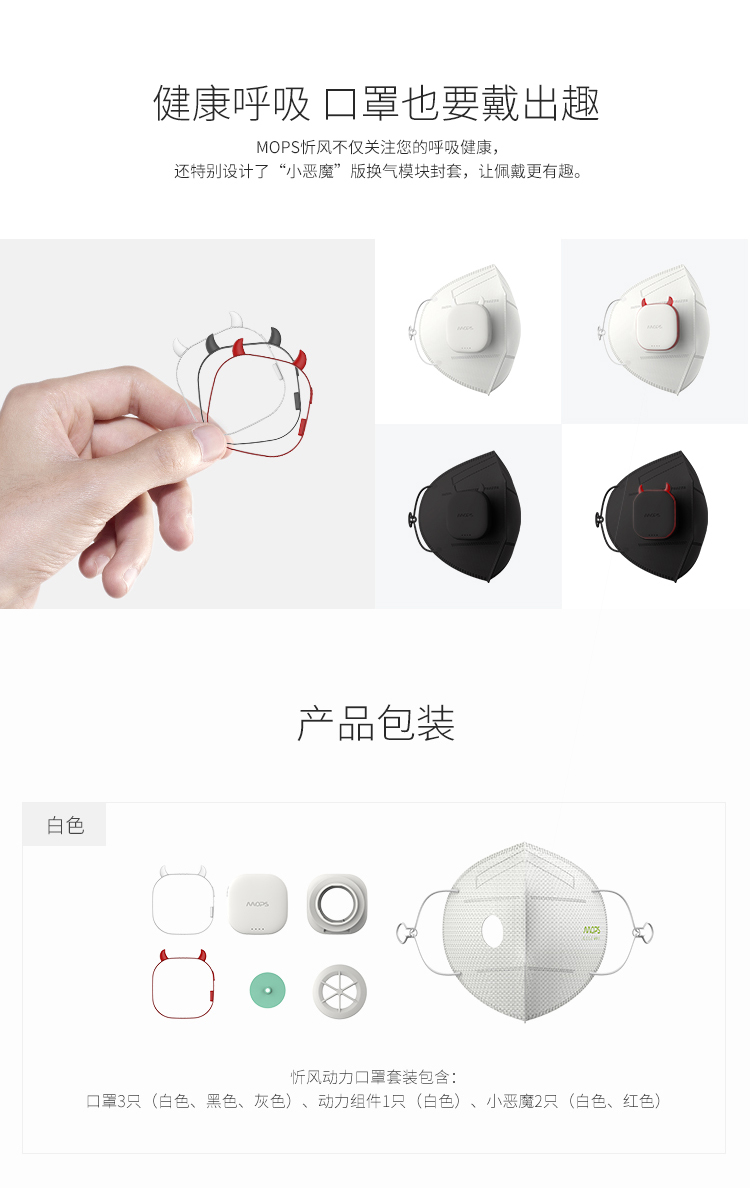 健康呼吸 口罩也要戴出趣
MOPS忻风不仅关注您的呼吸健康，
还特别设计了“小恶魔”版换气模块封套，让佩戴更有趣。
MOPS
MOPS
产品包装
白色
MOPS
MOPS
忻风动力口罩套装包含：
口罩3只（白色、黑色、灰色）、动力组件1只（白色）、小恶魔2只（白色、红色）